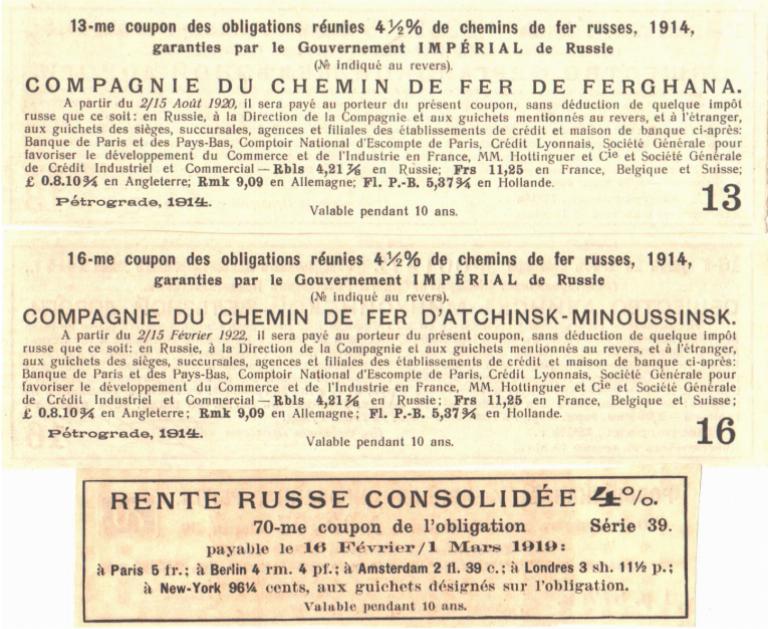 13-me coupon des obligations réunies 4½% de chemins de fer russes, 1914,
garanties par le Gouvernement IMPÉRIAL de Russie
(№ indiqué au revers).
COMPAGNIE DU CHEMIN DE FER DE FERGHANA.
A partir du 2/15 Août 1920, il sera payé au porteur du présent coupon, sans déduction de quelque impôt
russe que ce soit: en Russie, à la Direction de la Compagnie et aux guichets mentionnés au revers, et à l'étranger,
aux guichets des sièges, succursales, agences et filiales des établissements de crédit et maison de banque ci-après:
Banque de Paris et des Pays-Bas, Comptoir National d'Escompte de Paris, Crédit Lyonnais, Société Générale pour
favoriser le développement du Commerce et de l'Industrie en France, MM. Hottinguer et Cie et Société Générale
de Crédit Industriel et Commercial — Rbls 4,21⅞ en Russie; Frs 11,25 en France, Belgique et Suisse;
£ 0.8.10¾ en Angleterre; Rmk 9,09 en Allemagne; Fl. P.-B. 5,37¾ en Hollande.
Pétrograde, 1914.
Valable pendant 10 ans.
13
16-me coupon des obligations réunies 4½% de chemins de fer russes, 1914,
garanties par le Gouvernement IMPÉRIAL de Russie
(№ indiqué au revers).
COMPAGNIE DU CHEMIN DE FER D'ATCHINSK-MINOUSSINSK.
A partir du 2/15 Février 1922, il sera payé au porteur du présent coupon, sans déduction de quelque impôt
russe que ce soit: en Russie, à la Direction de la Compagnie et aux guichets mentionnés au revers, et à l'étranger,
aux guichets des sièges, succursales, agences et filiales des établissements de crédit et maison de banque ci-après:
Banque de Paris et des Pays-Bas, Comptoir National d'Escompte de Paris, Crédit Lyonnais, Société Générale pour
favoriser le développement du Commerce et de l'Industrie en France, MM. Hottinguer et Cie et Société Générale
de Crédit Industriel et Commercial — Rbls 4,21⅞ en Russie; Frs 11,25 en France, Belgique et Suisse;
£ 0.8.10¾ en Angleterre; Rmk 9,09 en Allemagne; Fl. P.-B. 5,37¾ en Hollande.
Pétrograde, 1914.
Valable pendant 10 ans.
16
RENTE RUSSE CONSOLIDÉE 4%.
70-me coupon de l'obligation Série 39.
payable le 16 Février/1 Mars 1919:
à Paris 5 fr.; à Berlin 4 rm. 4 pf.; à Amsterdam 2 fl. 39 c.; à Londres 3 sh. 11½ p.;
à New-York 96¼ cents, aux guichets désignés sur l'obligation.
Valable pendant 10 ans.